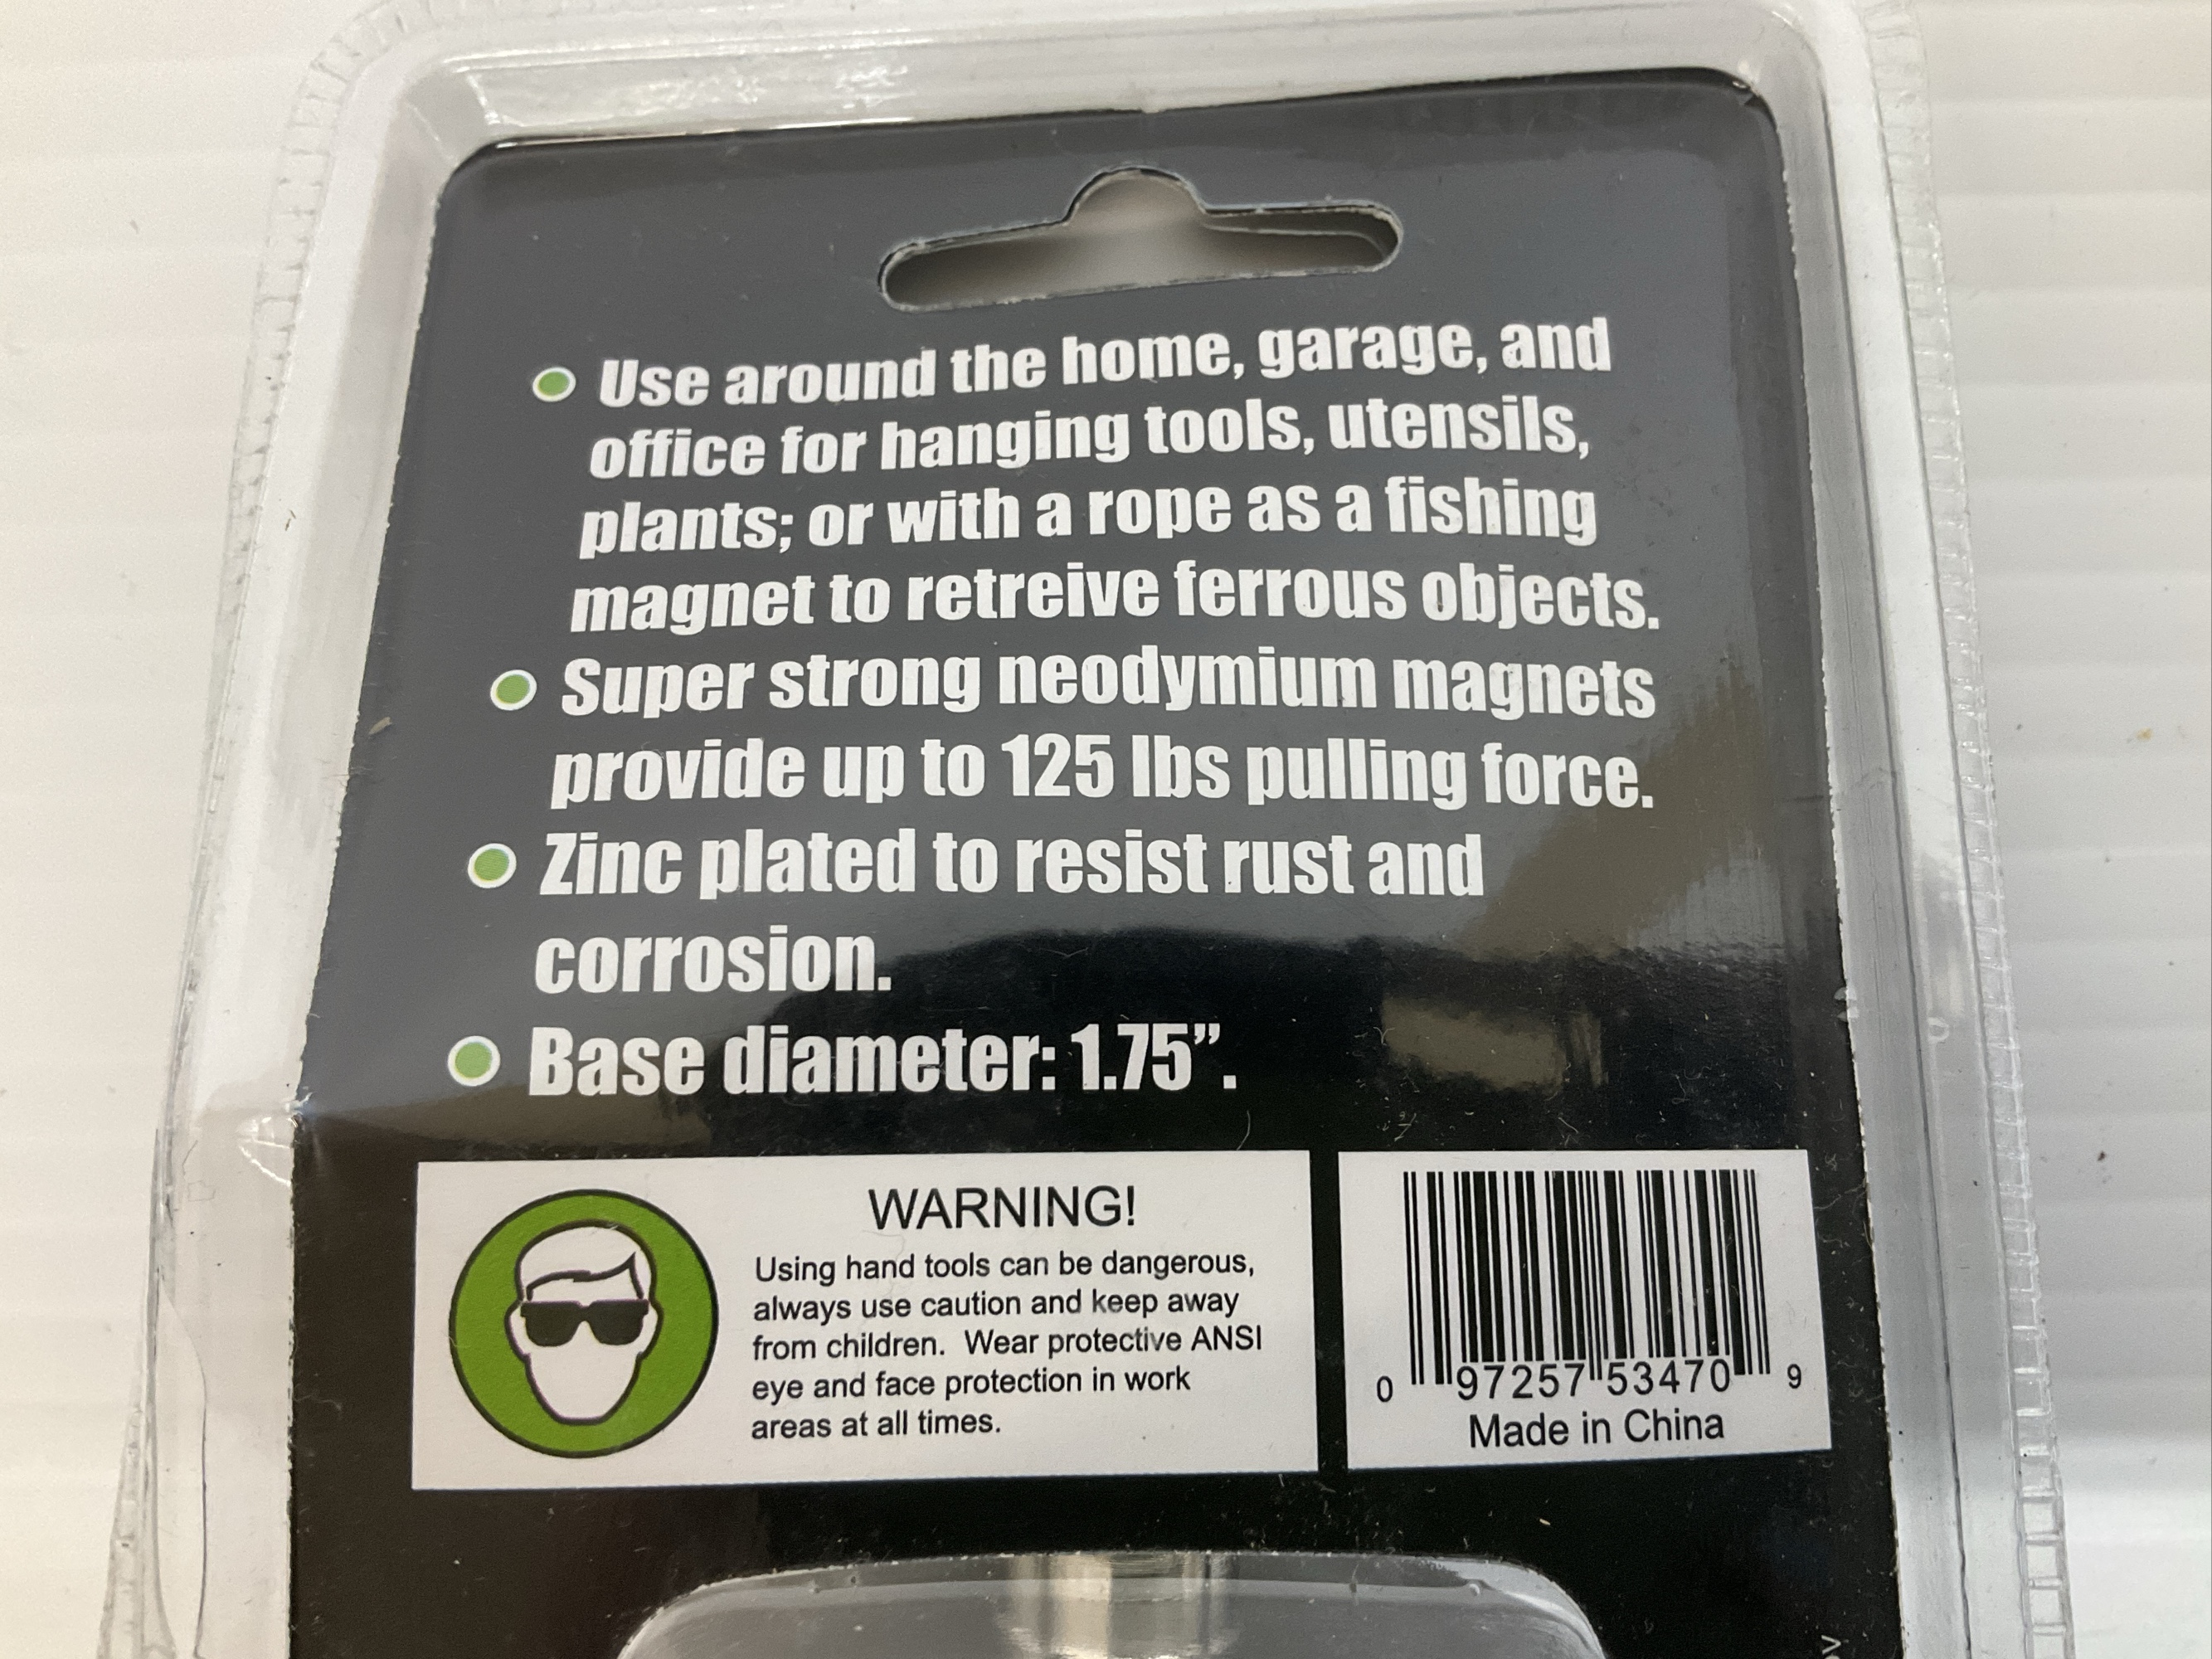 Use around the home, garage, and
office for hanging tools, utensils,
plants; or with a rope as a fishing
magnet to retreive ferrous objects.
Super strong neodymium magnets
provide up to 125 lbs pulling force.
Zinc plated to resist rust and
corrosion.
Base diameter: 1.75”.
WARNING!
Using hand tools can be dangerous,
always use caution and keep away
from children. Wear protective ANSI
eye and face protection in work
areas at all times.
0 97257 53470 9
Made in China